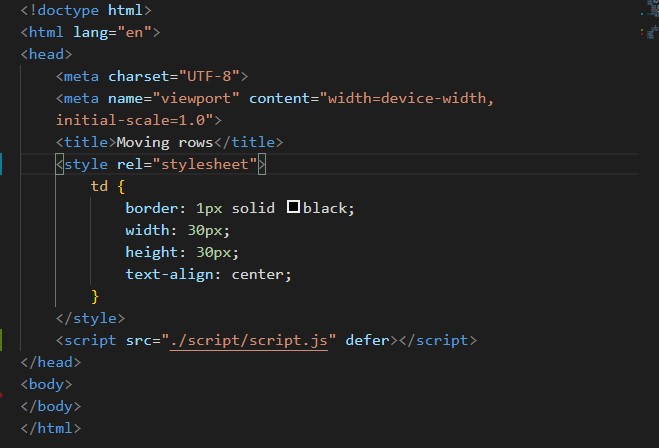 <!doctype html>
<html lang="en">
<head>
    <meta charset="UTF-8">
    <meta name="viewport" content="width=device-width,
    initial-scale=1.0">
    <title>Moving rows</title>
    <style rel="stylesheet">
        td {
            border: 1px solid black;
            width: 30px;
            height: 30px;
            text-align: center;
        }
    </style>
    <script src="./script/script.js" defer></script>
</head>
<body>
</body>
</html>